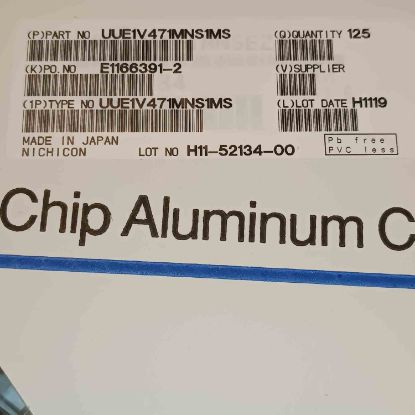 (P)PART NO UUE1V471MNS1MS (Q)QUANTITY 125
(K)PO.NO E1166391-2 (V)SUPPLIER
(1P)TYPE NO UUE1V471MNS1MS (L)LOT DATE H1119
MADE IN JAPAN
NICHICON LOT NO H11-52134-00
Pb free
PVC less
Chip Aluminum C